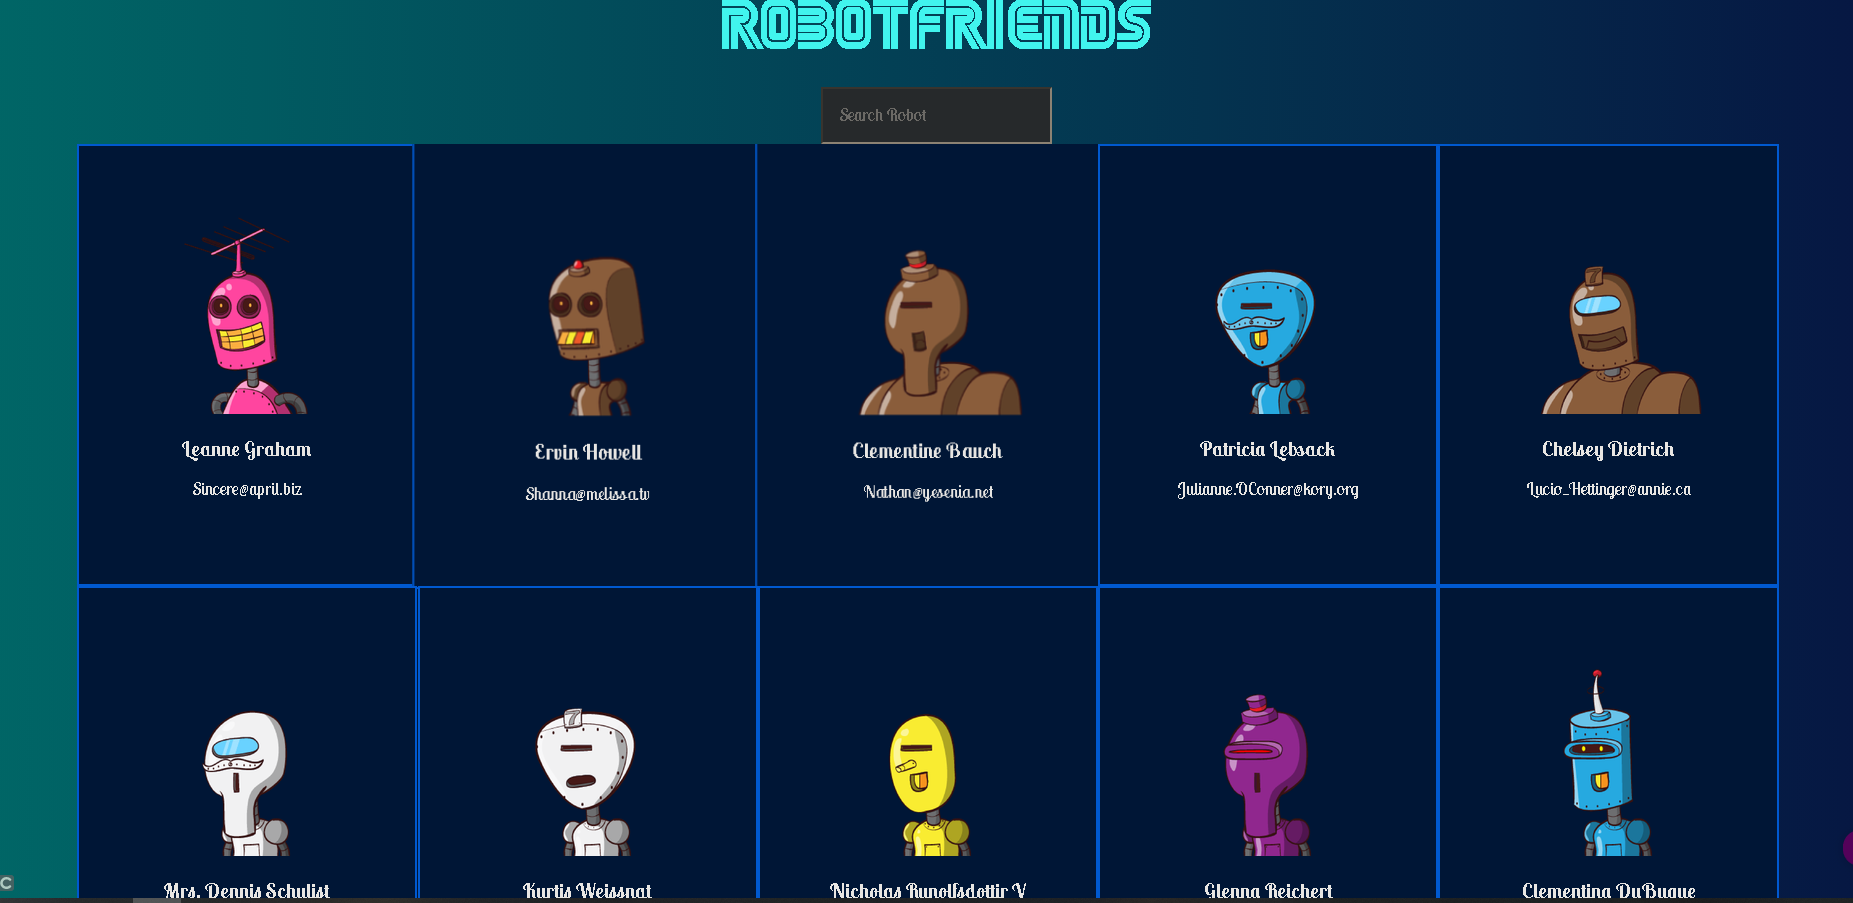 ROBOTFRIENDS
Search Robot
7
Leanne Graham
Ervin Howell
Clementine Bauch
Patricia Lebsack
Chelsey Dietrich
Sincere@april.biz
Shanna@melissa.tv
Nathan@yesenia.net
Julianne.OConner@kory.org
Lucio_Hettinger@annie.ca
7
Mrs. Dennis Schulist
Kurtis Weissnat
Nicholas Runolfsdottir V
Glenna Reichert
Clementina DuBuque
C